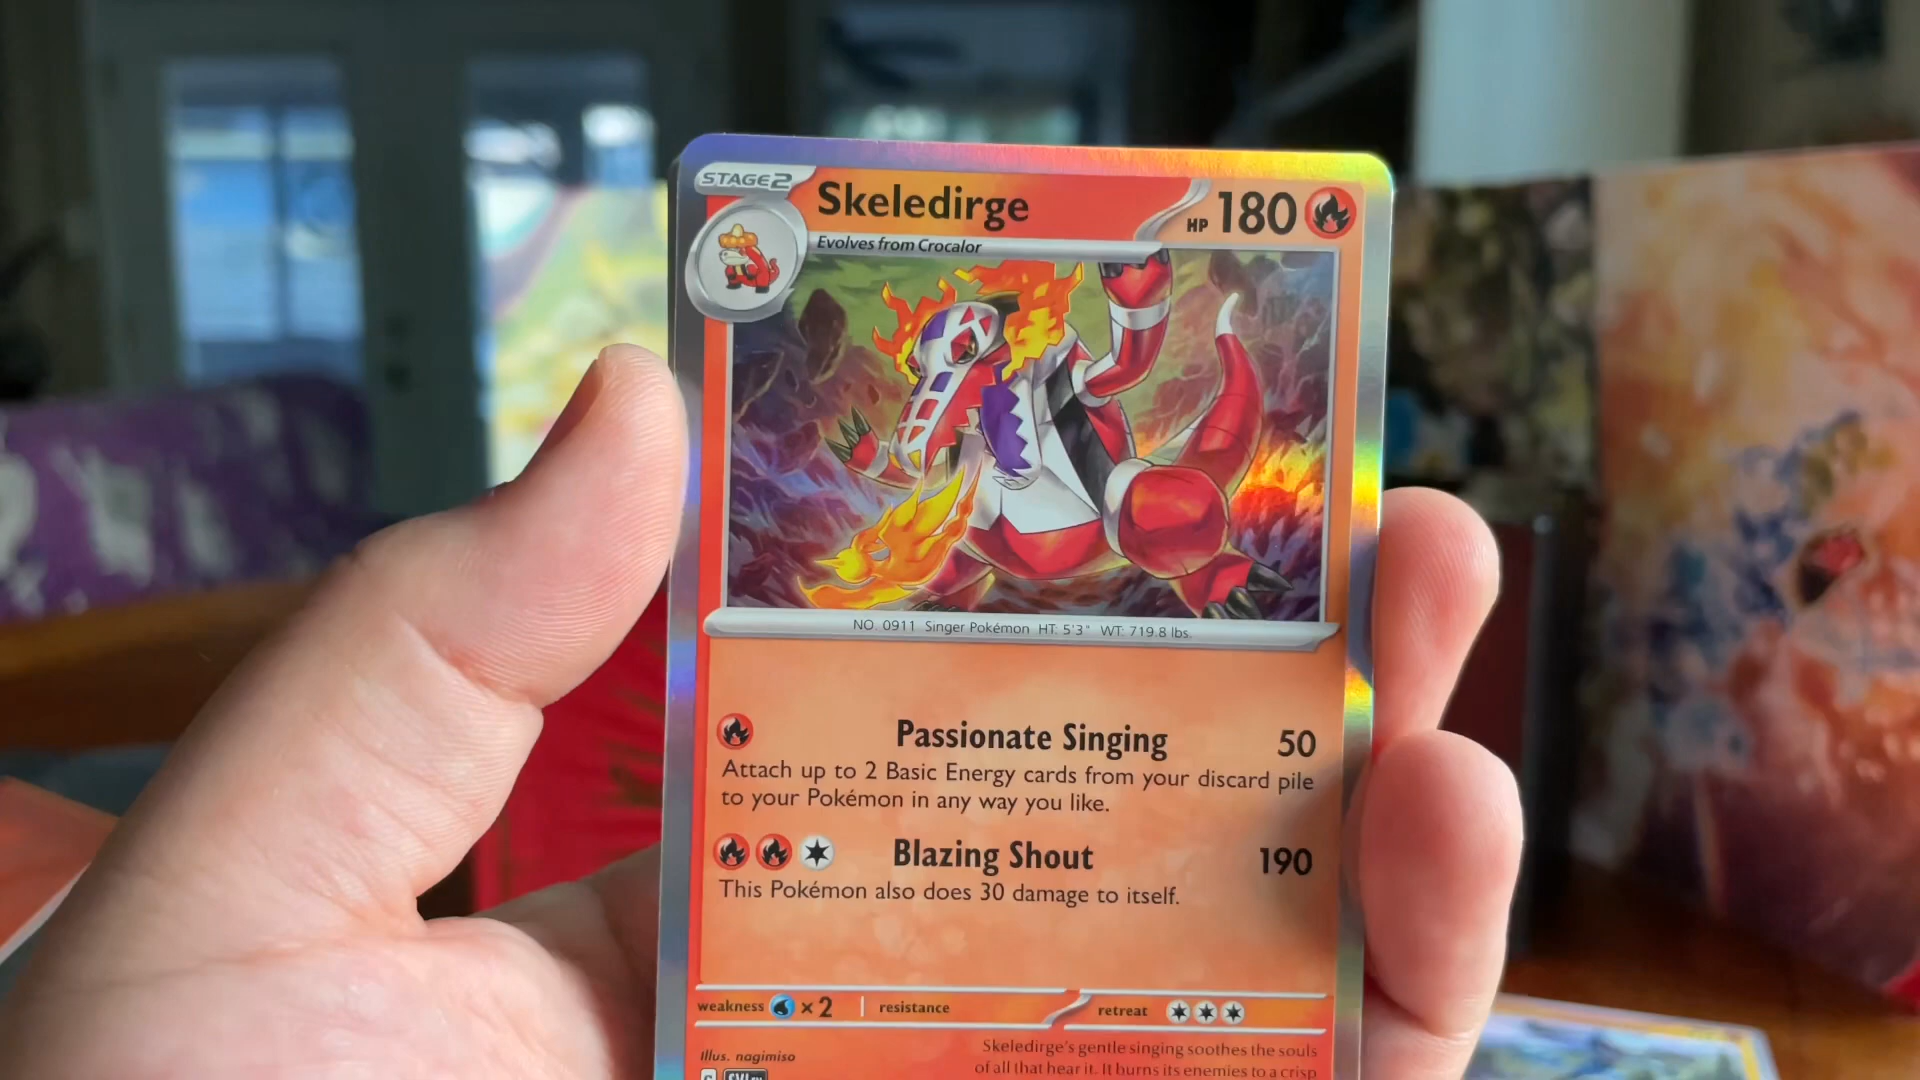 STAGE2
Skeledirge
HP 180
Evolves from Crocalor
NO. 0911 Singer Pokémon HT: 5'3" WT: 719.8 lbs.
Passionate Singing 50
Attach up to 2 Basic Energy cards from your discard pile
to your Pokémon in any way you like.
Blazing Shout 190
This Pokémon also does 30 damage to itself.
weakness ×2 resistance retreat
Illus. nagimiso
Skeledirge's gentle singing soothes the souls
of all that hear it. It burns its enemies to a crisp